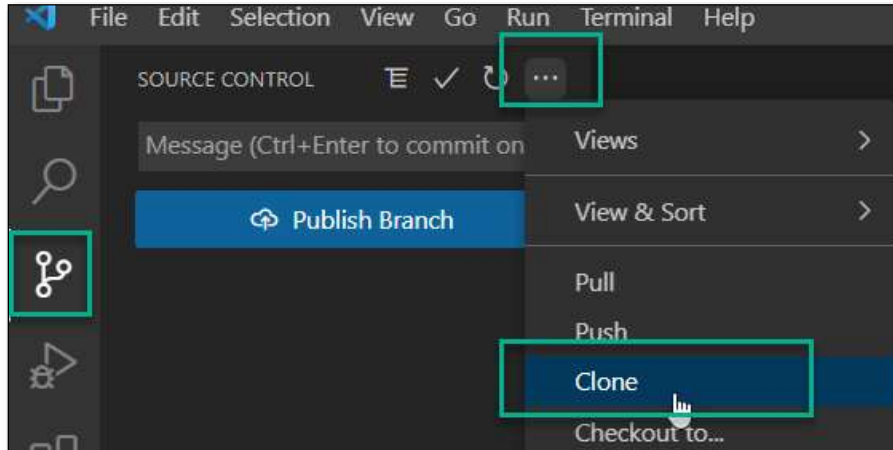 File Edit Selection View Go Run Terminal Help
SOURCE CONTROL
Message (Ctrl+Enter to commit on
Publish Branch
Views
View & Sort
Pull
Push
Clone
Checkout to...